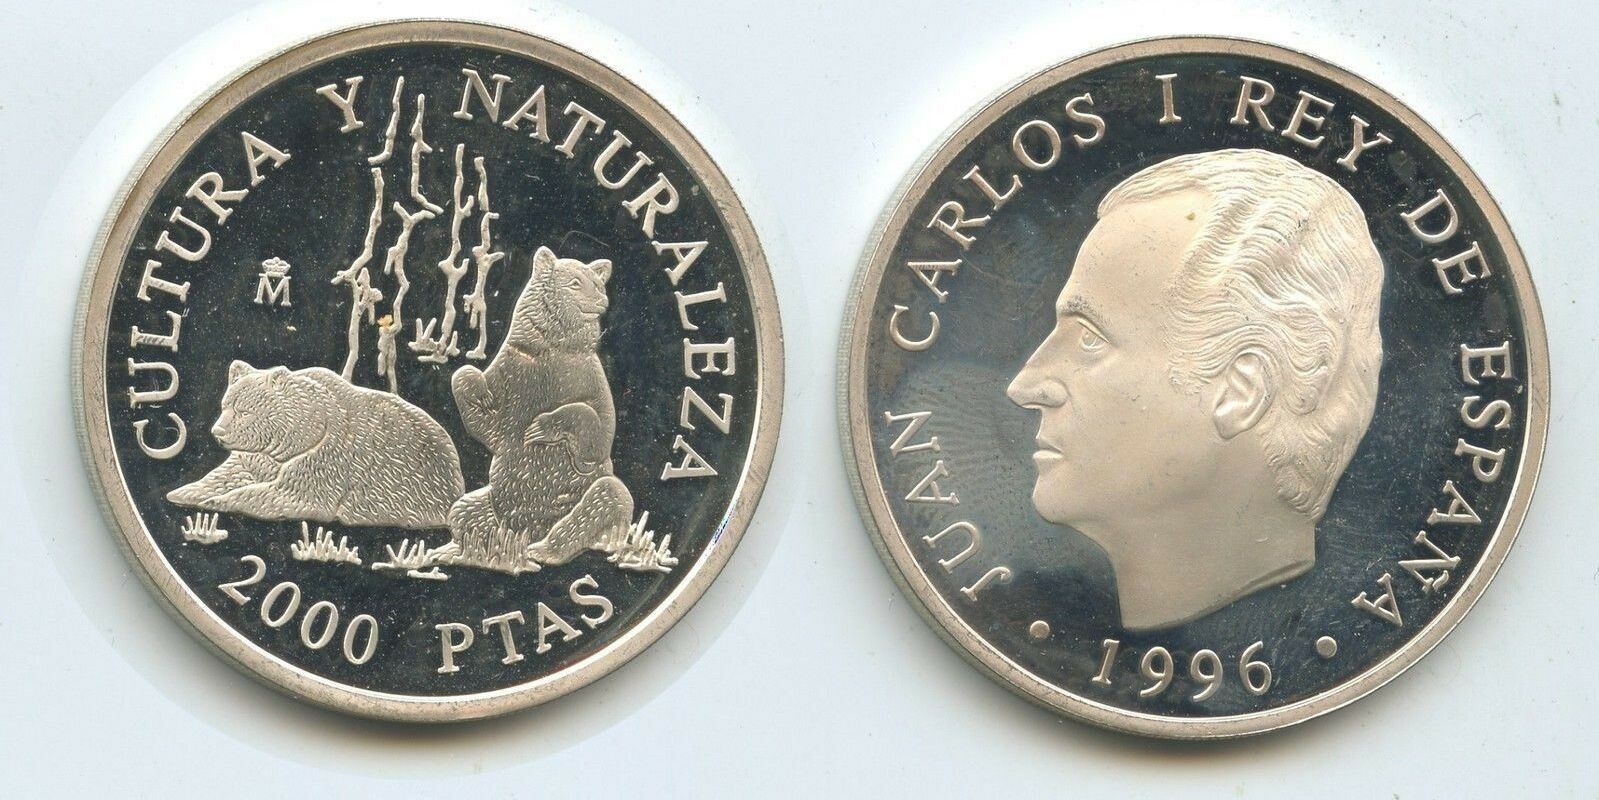 CULTURA Y NATURALEZA
M
2000 PTAS
JUAN CARLOS I REY DE ESPAÑA
• 1996 •